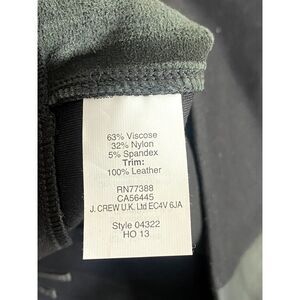 63% Viscose
32% Nylon
5% Spandex
Trim:
100% Leather
RN77388
CA56445
J. CREW U.K. Ltd EC4V 6JA
Style 04322
HO 13